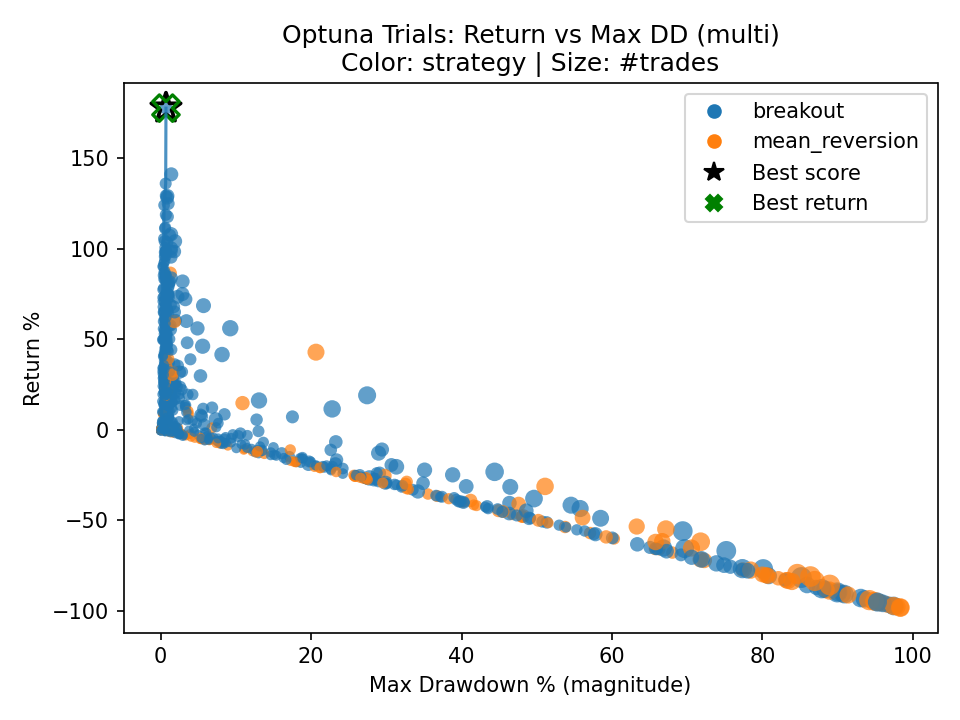 Optuna Trials: Return vs Max DD (multi)
Color: strategy | Size: #trades
breakout
mean_reversion
Best score
Best return
Return %
150
100
50
0
−50
−100
0
20
40
60
80
100
Max Drawdown % (magnitude)